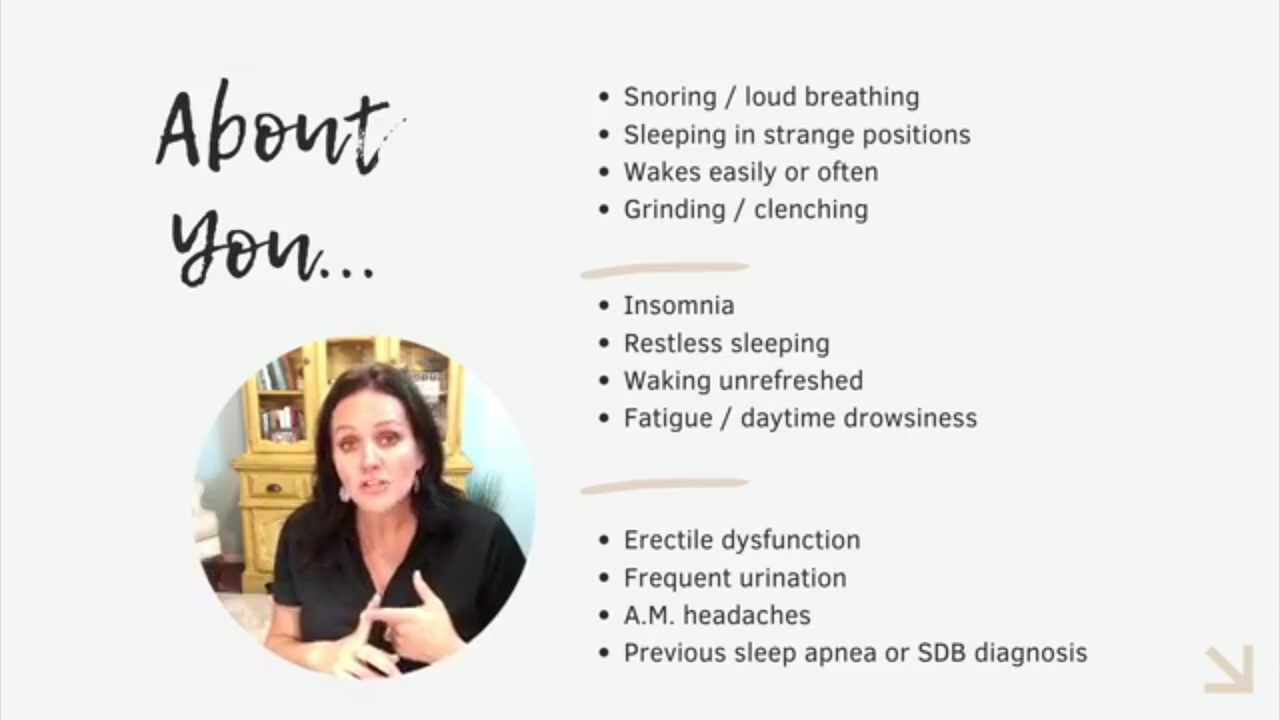 About
You...
• Snoring / loud breathing
• Sleeping in strange positions
• Wakes easily or often
• Grinding / clenching
• Insomnia
• Restless sleeping
• Waking unrefreshed
• Fatigue / daytime drowsiness
• Erectile dysfunction
• Frequent urination
• A.M. headaches
• Previous sleep apnea or SDB diagnosis